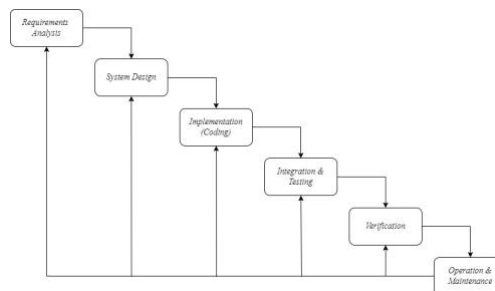 Requirements
Analysis
System Design
Implementation
(Coding)
Integration &
Testing
Verification
Operation &
Maintenance